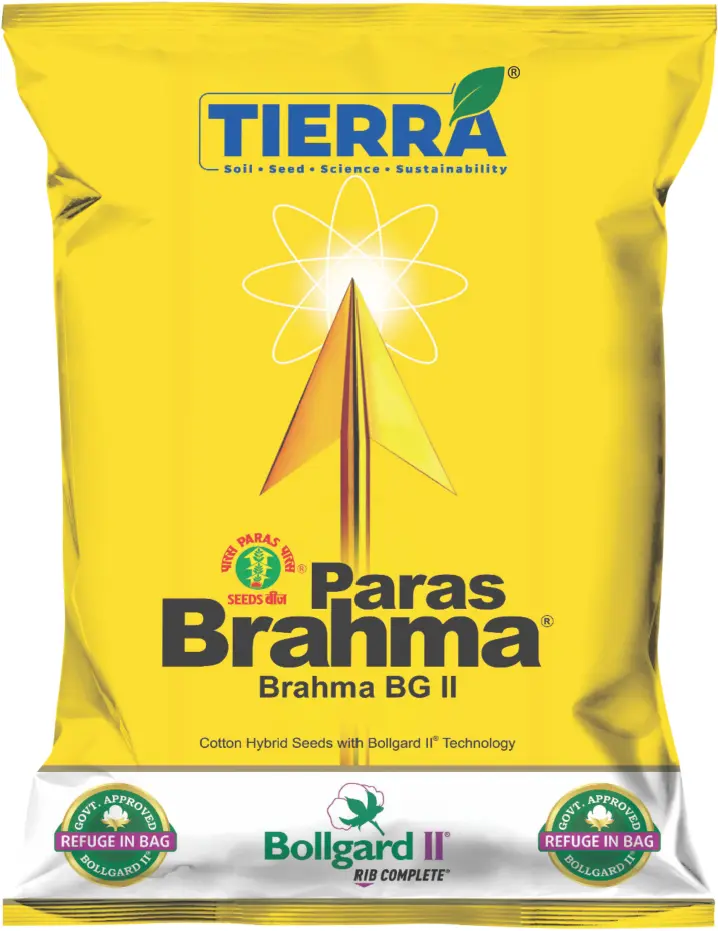 TIERRA®
Soil • Seed • Science • Sustainability
पारस PARAS पारस
SEEDS बीज®
Paras
Brahma®
Brahma BG II
Cotton Hybrid Seeds with Bollgard II® Technology
GOVT. APPROVED
REFUGE IN BAG
BOLLGARD II®
Bollgard II®
RIB COMPLETE®
GOVT. APPROVED
REFUGE IN BAG
BOLLGARD II®